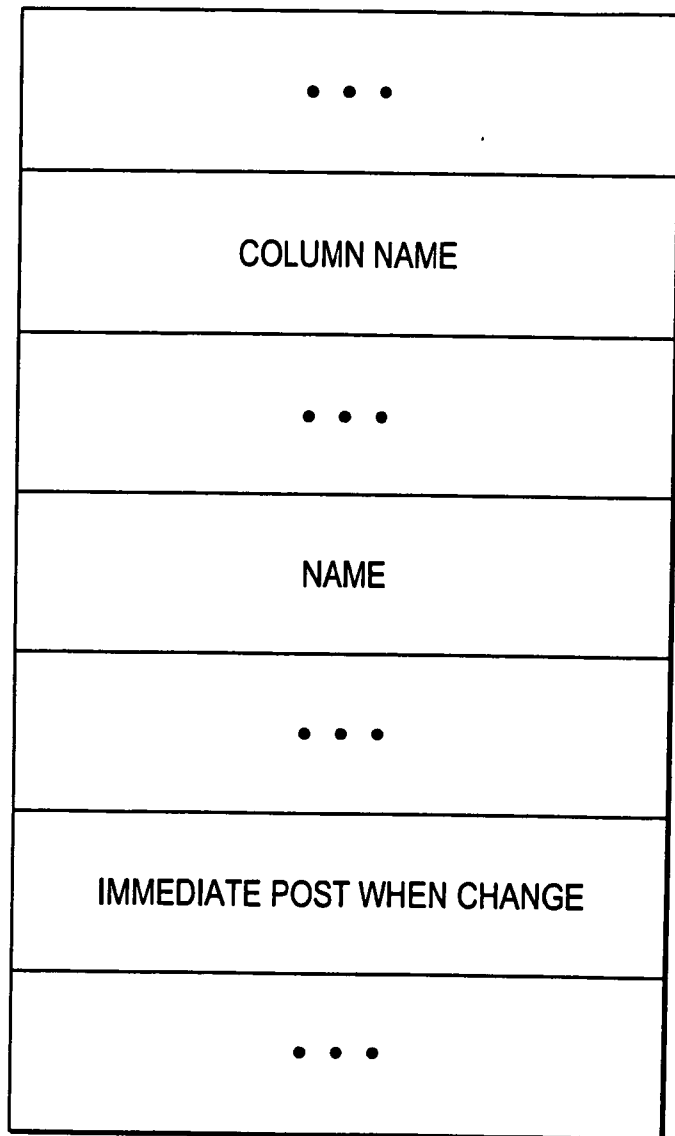 • • •
COLUMN NAME
• • •
NAME
• • •
IMMEDIATE POST WHEN CHANGE
• • •